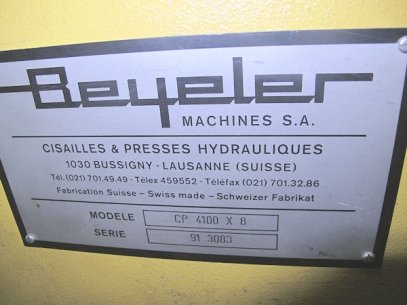 Beyeler
MACHINES S.A.
CISAILLES & PRESSES HYDRAULIQUES
1030 BUSSIGNY - LAUSANNE (SUISSE)
Tél. (021) 701.49.49 - Télex 459552 - Téléfax (021) 701.32.86
Fabrication Suisse - Swiss made - Schweizer Fabrikat
MODELE CP 4100 X 6
SERIE 91 3083